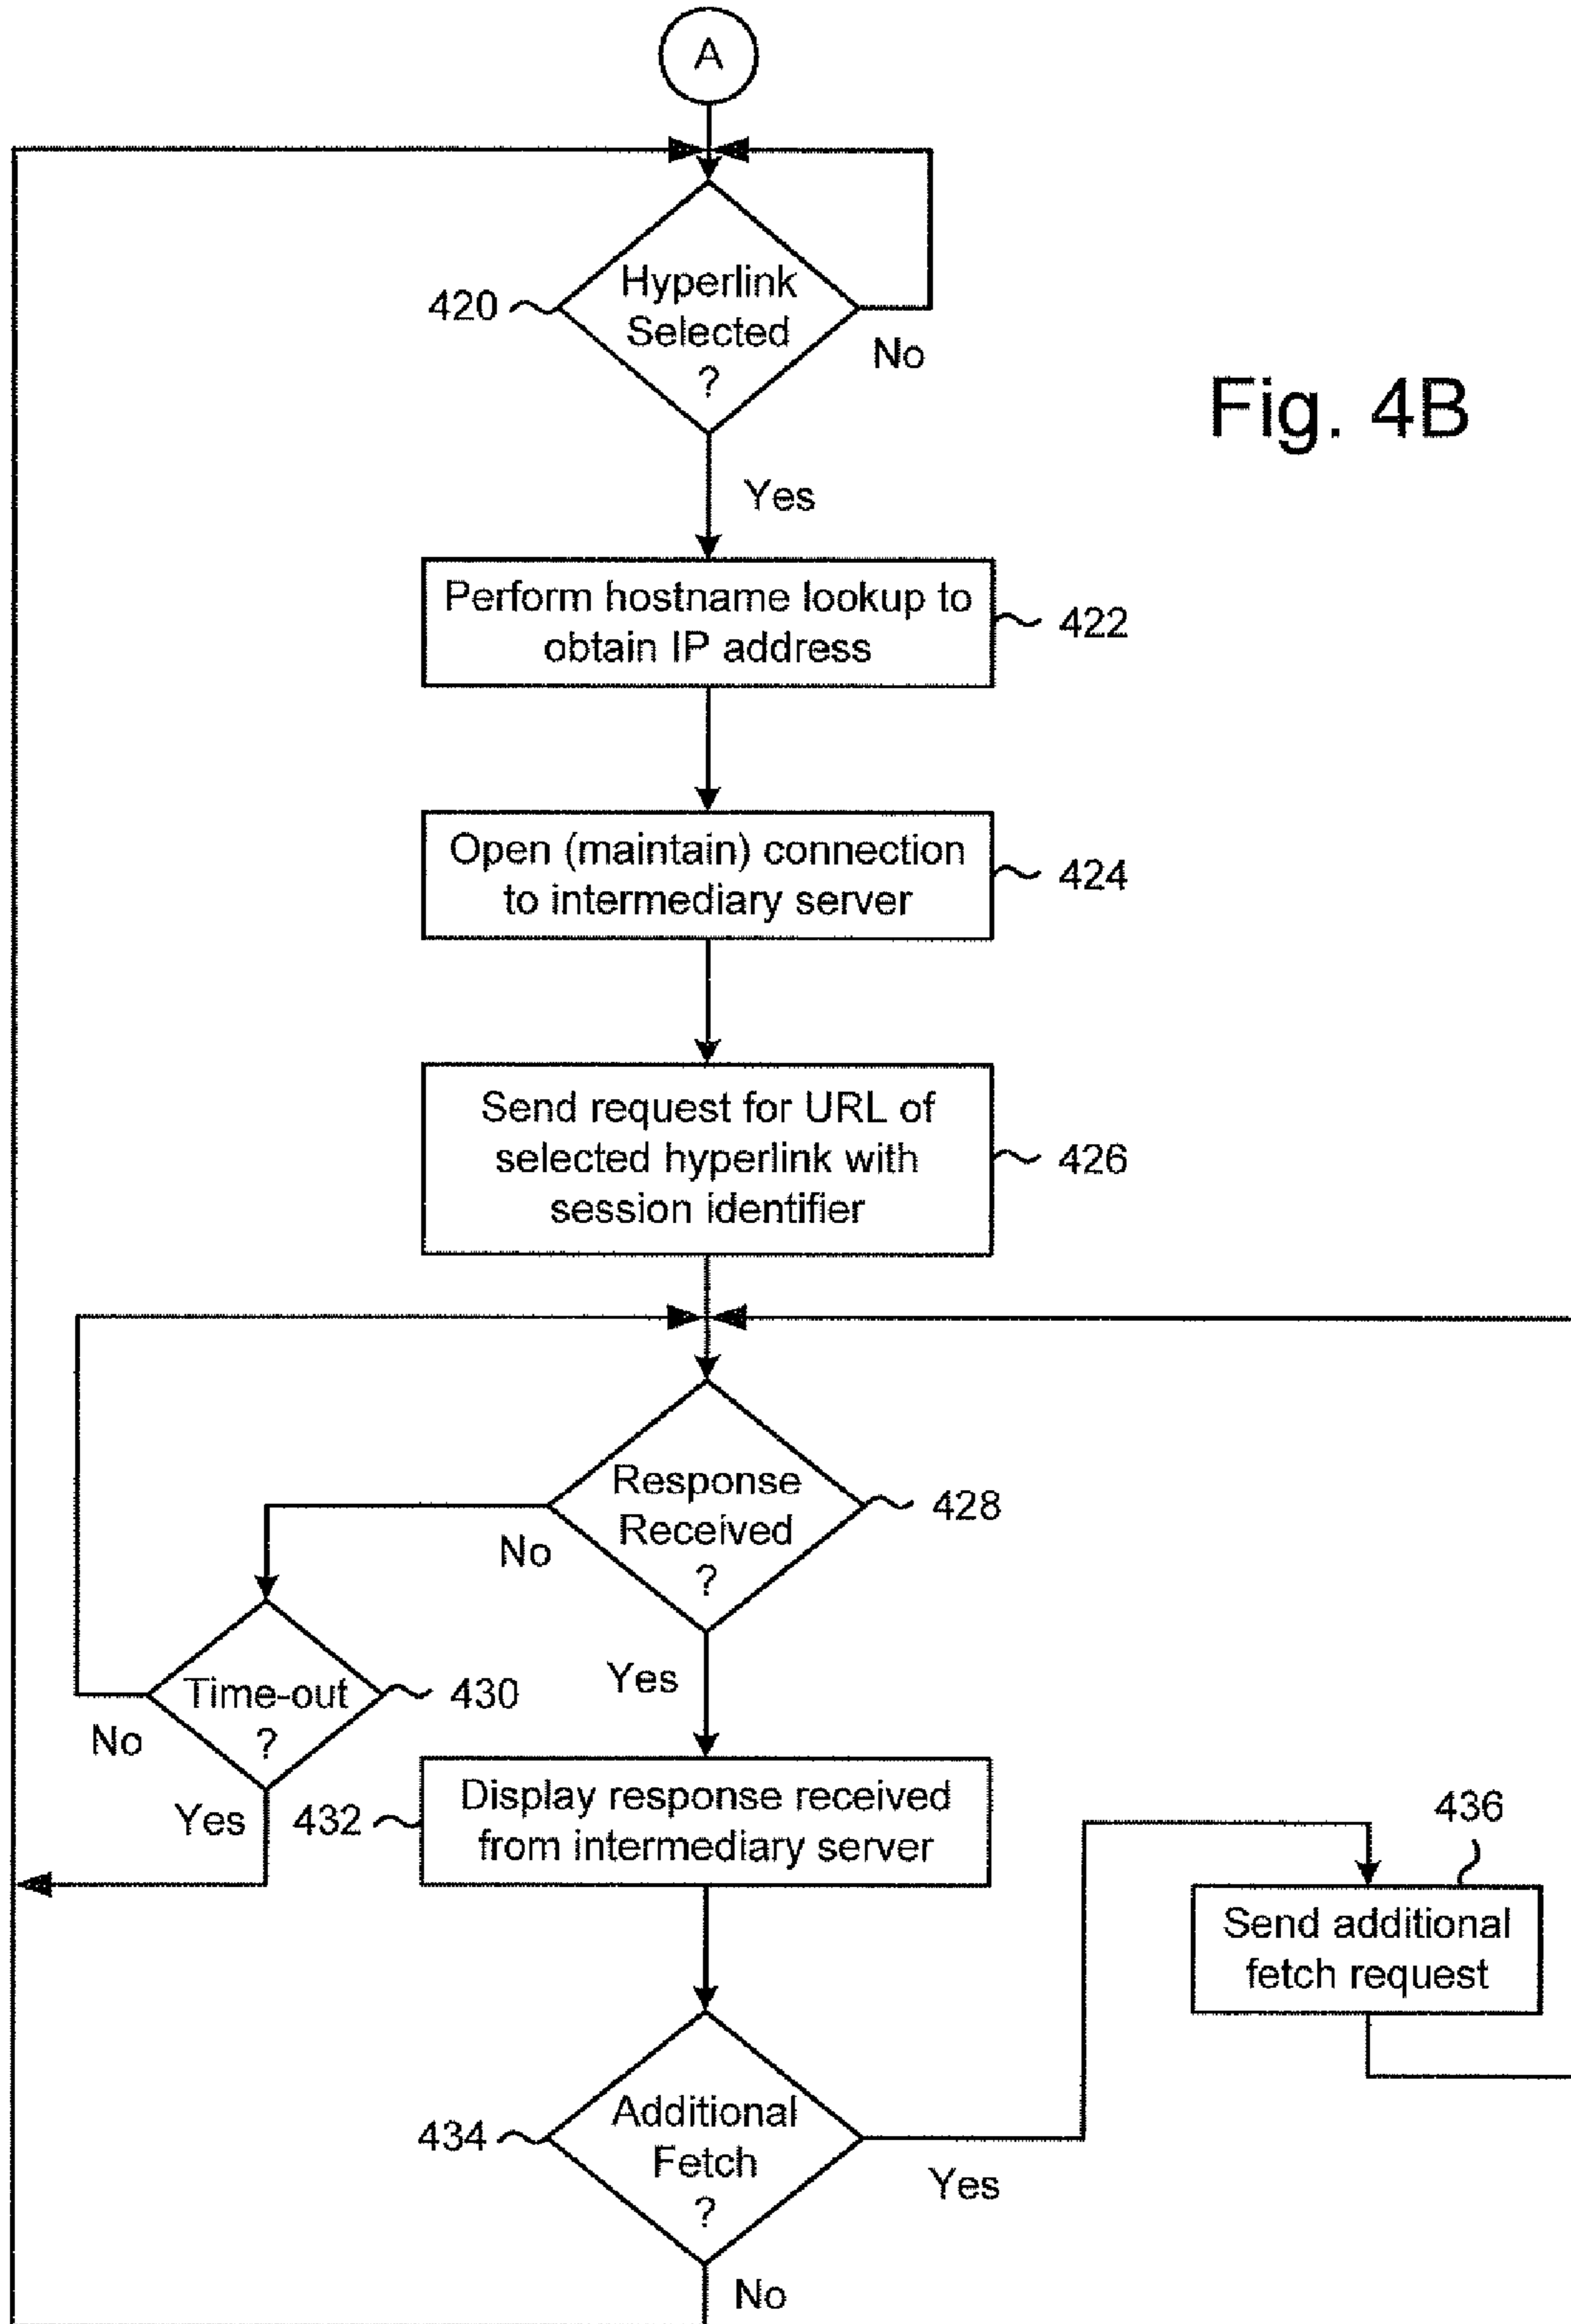 A
Hyperlink
Selected
?
420
No
Fig. 4B
Yes
Perform hostname lookup to
obtain IP address
422
Open (maintain) connection
to intermediary server
424
Send request for URL of
selected hyperlink with
session identifier
426
Response
Received
?
428
No
Time-out
?
430
No
Yes
Yes
432
Display response received
from intermediary server
436
Send additional
fetch request
434
Additional
Fetch
?
Yes
No